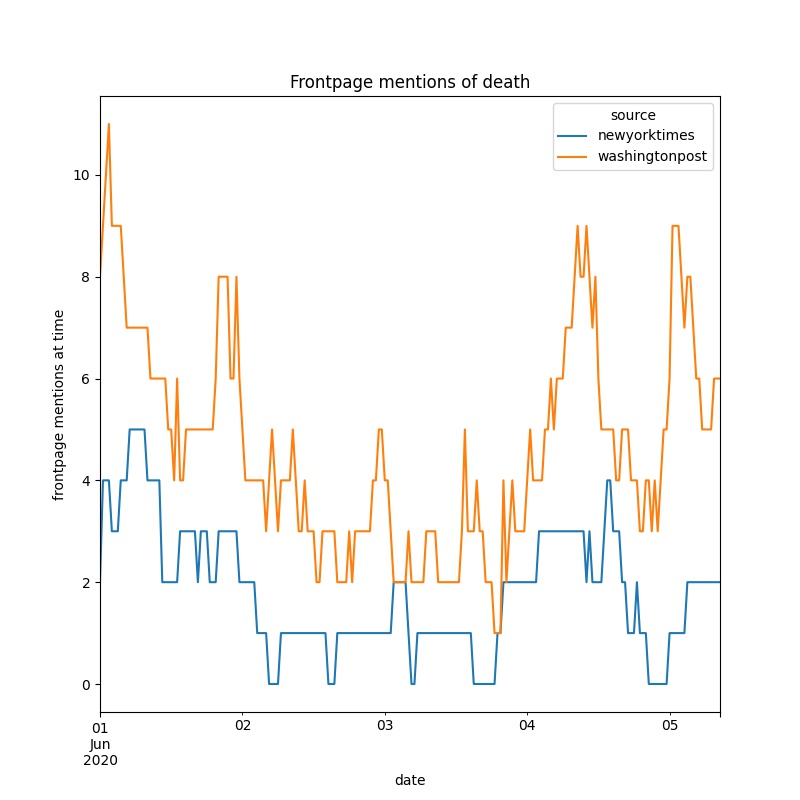 Frontpage mentions of death
source
newyorktimes
washingtonpost
frontpage mentions at time
10
8
6
4
2
0
01 02 03 04 05
Jun
2020
date